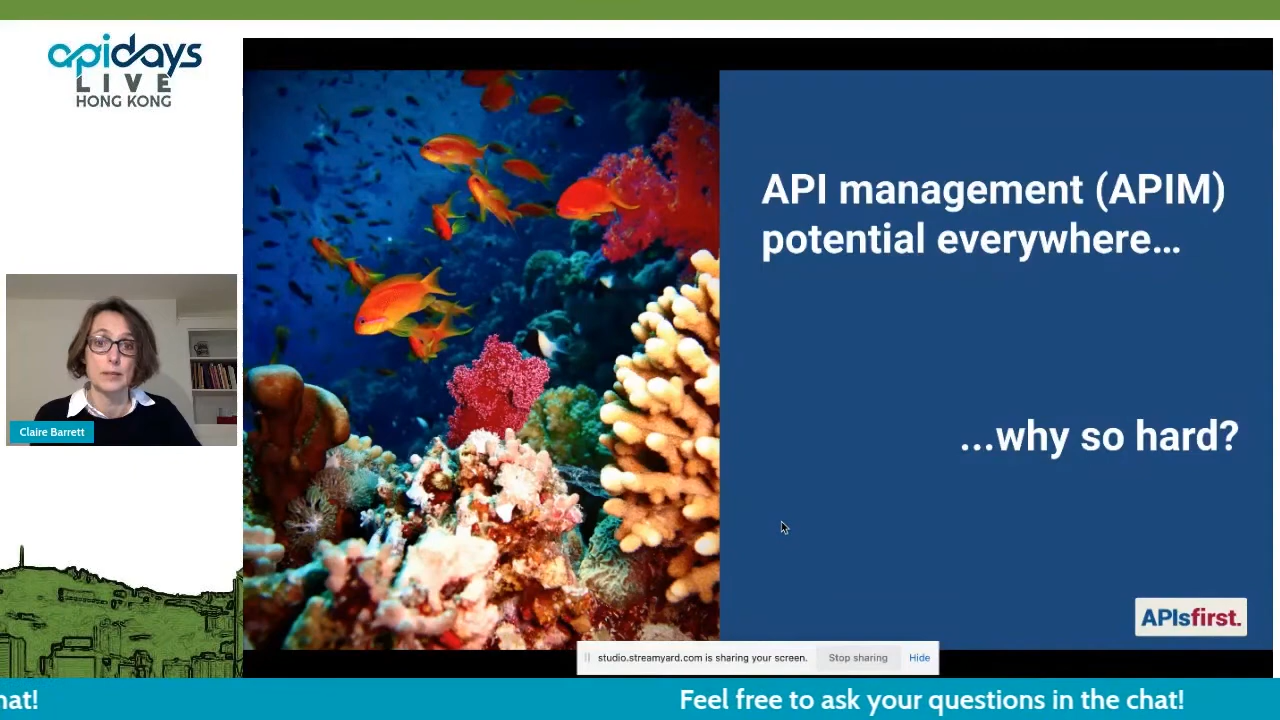 apidays
LIVE
HONG KONG
API management (APIM)
potential everywhere…
...why so hard?
Claire Barrett
APIsfirst.
studio.streamyard.com is sharing your screen.
Stop sharing
Hide
hat!
Feel free to ask your questions in the chat!